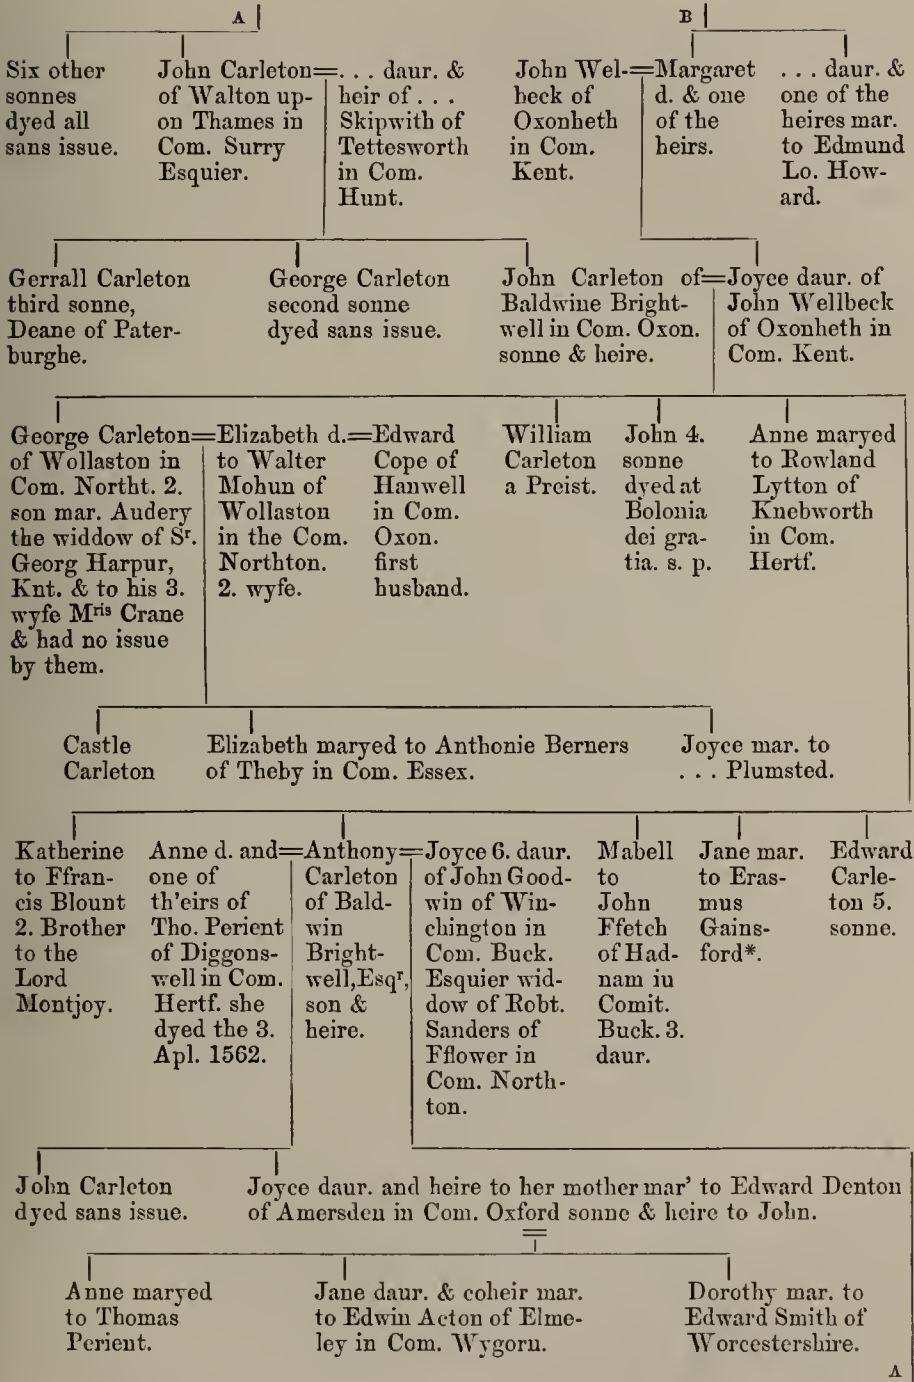 A
B
Six other
sonnes
dyed all
sans issue.
John Carleton=
of Walton up-
on Thames in
Com. Surry
Esquier.
. . . daur. &
heir of . . .
Skipwith of
Tettesworth
in Com.
Hunt.
John Wel-=
beck of
Oxonheth
in Com.
Kent.
Margaret
d. & one
of the
heirs.
. . . daur. &
one of the
heires mar.
to Edmund
Lo. How-
ard.
Gerrall Carleton
third sonne,
Deane of Pater-
burghe.
George Carleton
second sonne
dyed sans issue.
John Carleton of=
Baldwine Bright-
well in Com. Oxon.
sonne & heire.
Joyce daur. of
John Wellbeck
of Oxonheth in
Com. Kent.
George Carleton=
of Wollaston in
Com. Northt. 2.
son mar. Audery
the widdow of Sr.
Georg Harpur,
Knt. & to his 3.
wyfe Mris Crane
& had no issue
by them.
Elizabeth d.=
to Walter
Mohun of
Wollaston
in the Com.
Northton.
2. wyfe.
Edward
Cope of
Hanwell
in Com.
Oxon.
first
husband.
William
Carleton
a Preist.
John 4.
sonne
dyed at
Bolonia
dei gra-
tia. s. p.
Anne maryed
to Rowland
Lytton of
Knebworth
in Com.
Hertf.
Castle
Carleton
Elizabeth maryed to Anthonie Berners
of Theby in Com. Essex.
Joyce mar. to
. . . Plumsted.
Katherine
to Ffran-
cis Blount
2. Brother
to the
Lord
Montjoy.
Anne d. and=
one of
th'eirs of
Tho. Perient
of Diggons-
well in Com.
Hertf. she
dyed the 3.
Apl. 1562.
Anthony=
Carleton
of Bald-
win
Bright-
well, Esqr,
son &
heire.
Joyce 6. daur.
of John Good-
win of Win-
chington in
Com. Buck.
Esquier wid-
dow of Robt.
Sanders of
Fflower in
Com. North-
ton.
Mabell
to
John
Ffetch
of Had-
nam iu
Comit.
Buck. 3.
daur.
Jane mar.
to Eras-
mus
Gains-
ford*.
Edward
Carle-
ton 5.
sonne.
John Carleton
dyed sans issue.
Joyce daur. and heire to her mother mar' to Edward Denton
of Amersden in Com. Oxford sonne & heire to John.
=
Anne maryed
to Thomas
Perient.
Jane daur. & coheir mar.
to Edwin Acton of Elme-
ley in Com. Wygorn.
Dorothy mar. to
Edward Smith of
Worcestershire.
A